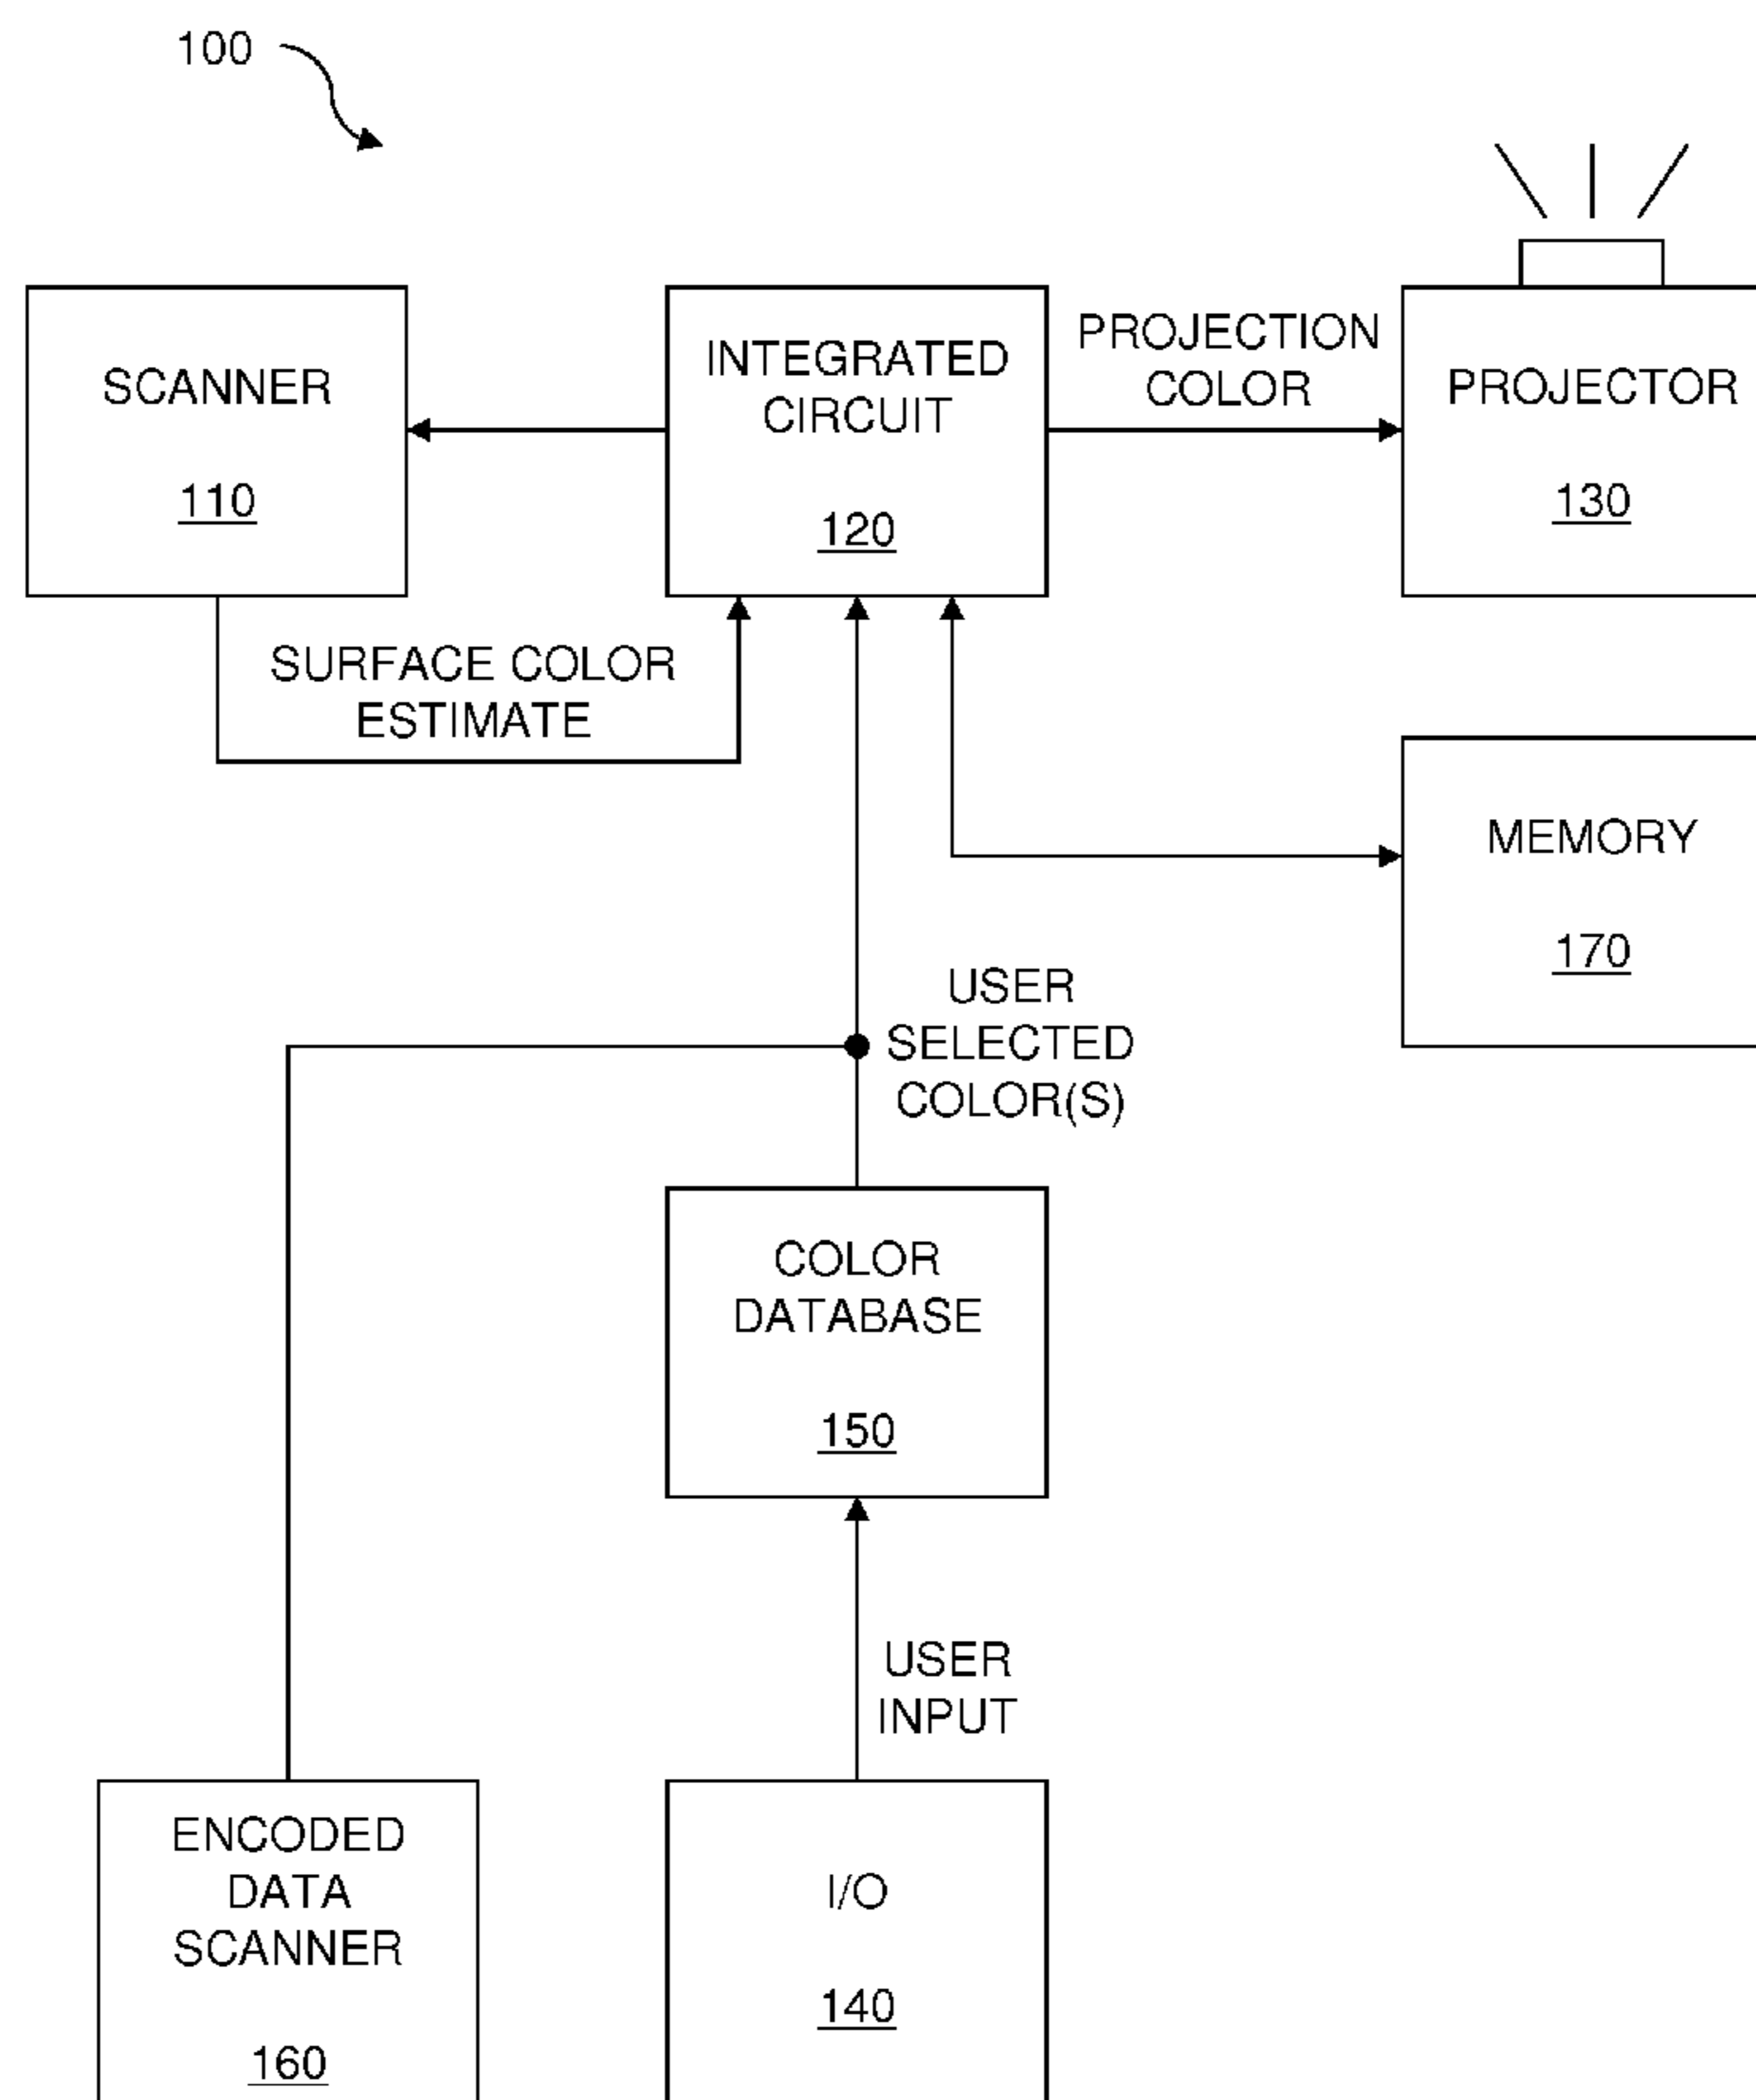 100
SCANNER
110
INTEGRATED
CIRCUIT
120
PROJECTION
COLOR
PROJECTOR
130
SURFACE COLOR
ESTIMATE
MEMORY
170
USER
SELECTED
COLOR(S)
COLOR
DATABASE
150
USER
INPUT
ENCODED
DATA
SCANNER
160
I/O
140